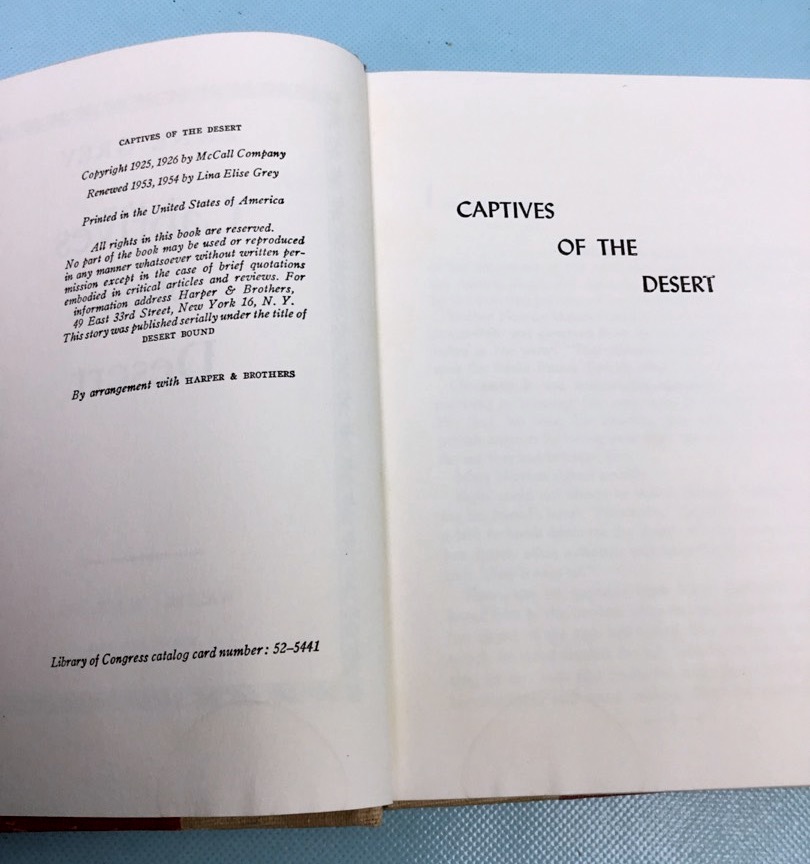 CAPTIVES OF THE DESERT
Copyright 1925, 1926 by McCall Company
Renewed 1953, 1954 by Lina Elise Grey
Printed in the United States of America
All rights in this book are reserved.
No part of the book may be used or reproduced
in any manner whatsoever without written per-
mission except in the case of brief quotations
embodied in critical articles and reviews. For
information address Harper & Brothers,
49 East 33rd Street, New York 16, N. Y.
This story was published serially under the title of
DESERT BOUND
By arrangement with HARPER & BROTHERS
Library of Congress catalog card number: 52–5441
CAPTIVES
OF THE
DESERT